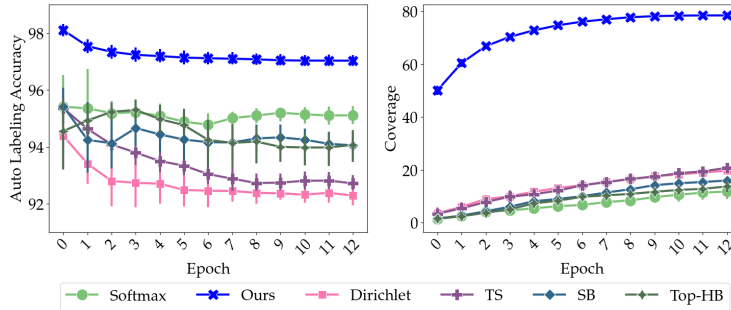 98
96
94
92
Auto Labeling Accuracy
0 1 2 3 4 5 6 7 8 9 10 11 12
Epoch
80
60
40
20
0
Coverage
0 1 2 3 4 5 6 7 8 9 10 11 12
Epoch
Softmax Ours Dirichlet TS SB Top-HB